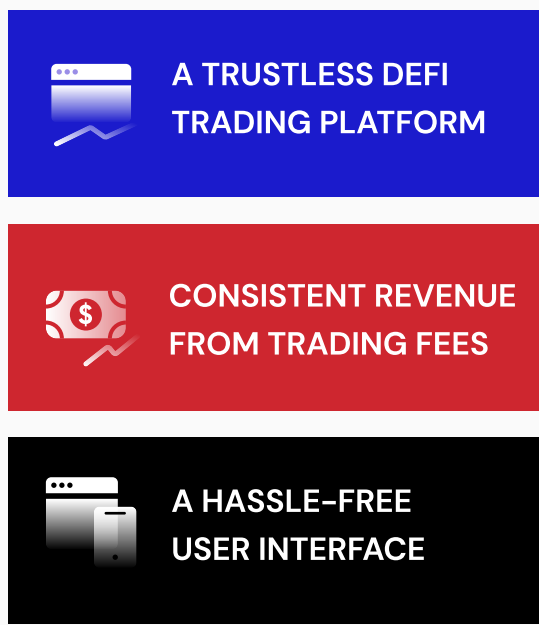 A TRUSTLESS DEFI
TRADING PLATFORM
$
CONSISTENT REVENUE
FROM TRADING FEES
A HASSLE-FREE
USER INTERFACE